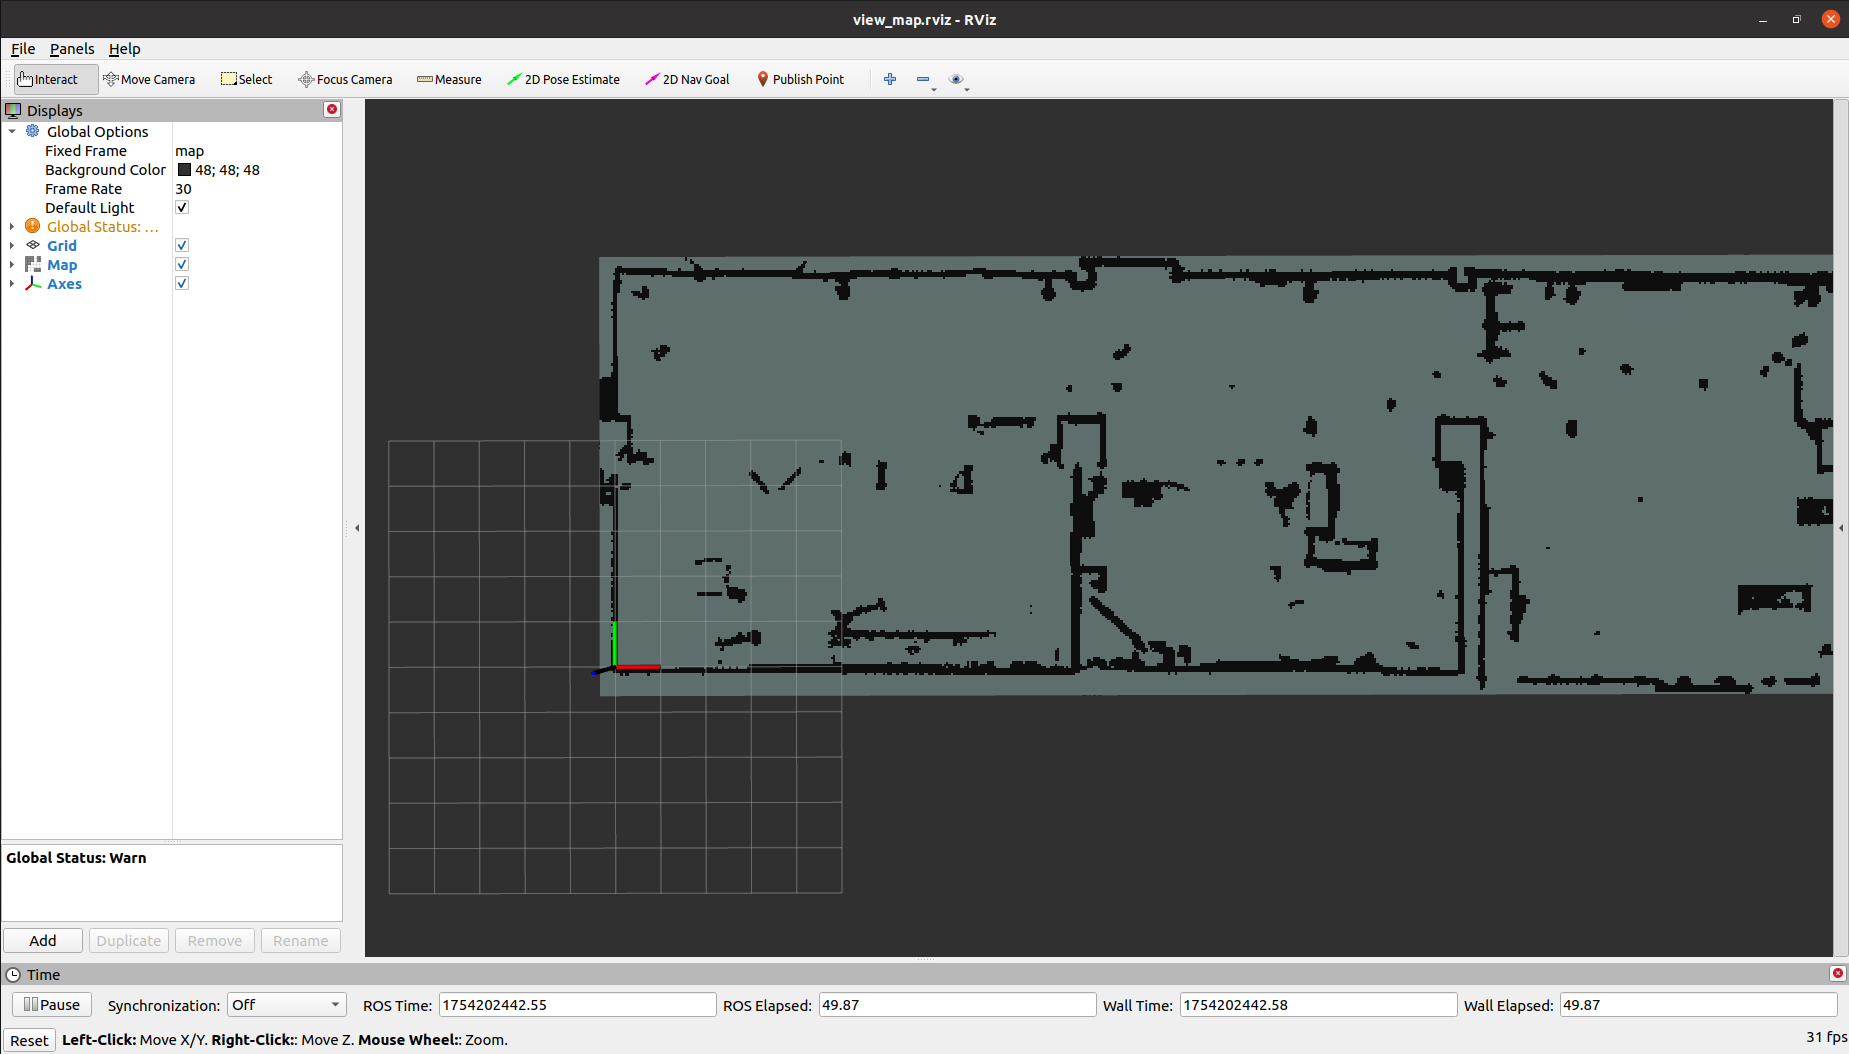 view_map.rviz - RViz
File Panels Help
Interact Move Camera Select Focus Camera Measure 2D Pose Estimate 2D Nav Goal Publish Point
Displays
Global Options
Fixed Frame map
Background Color 48; 48; 48
Frame Rate 30
Default Light
Global Status: ...
Grid
Map
Axes
Global Status: Warn
Add Duplicate Remove Rename
Time
Pause Synchronization: Off ROS Time: 1754202442.55 ROS Elapsed: 49.87 Wall Time: 1754202442.58 Wall Elapsed: 49.87
Reset Left-Click: Move X/Y. Right-Click:: Move Z. Mouse Wheel:: Zoom. 31 fps